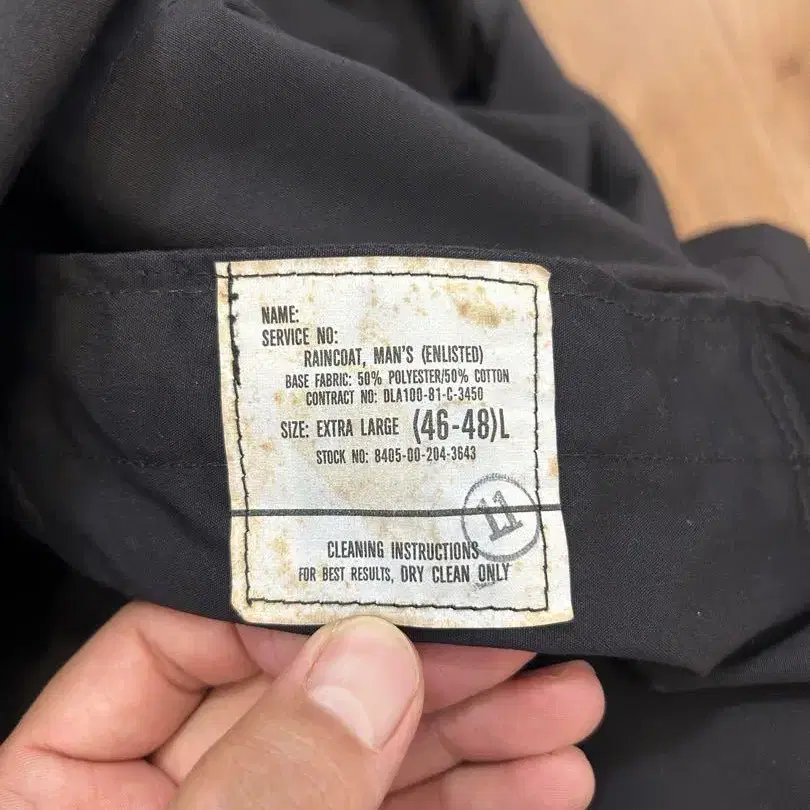 NAME:
SERVICE NO:
RAINCOAT, MAN'S (ENLISTED)
BASE FABRIC: 50% POLYESTER/50% COTTON
CONTRACT NO: DLA100-81-C-3450
SIZE: EXTRA LARGE (46-48)L
STOCK NO: 8405-00-204-3643
11
CLEANING INSTRUCTIONS
FOR BEST RESULTS, DRY CLEAN ONLY